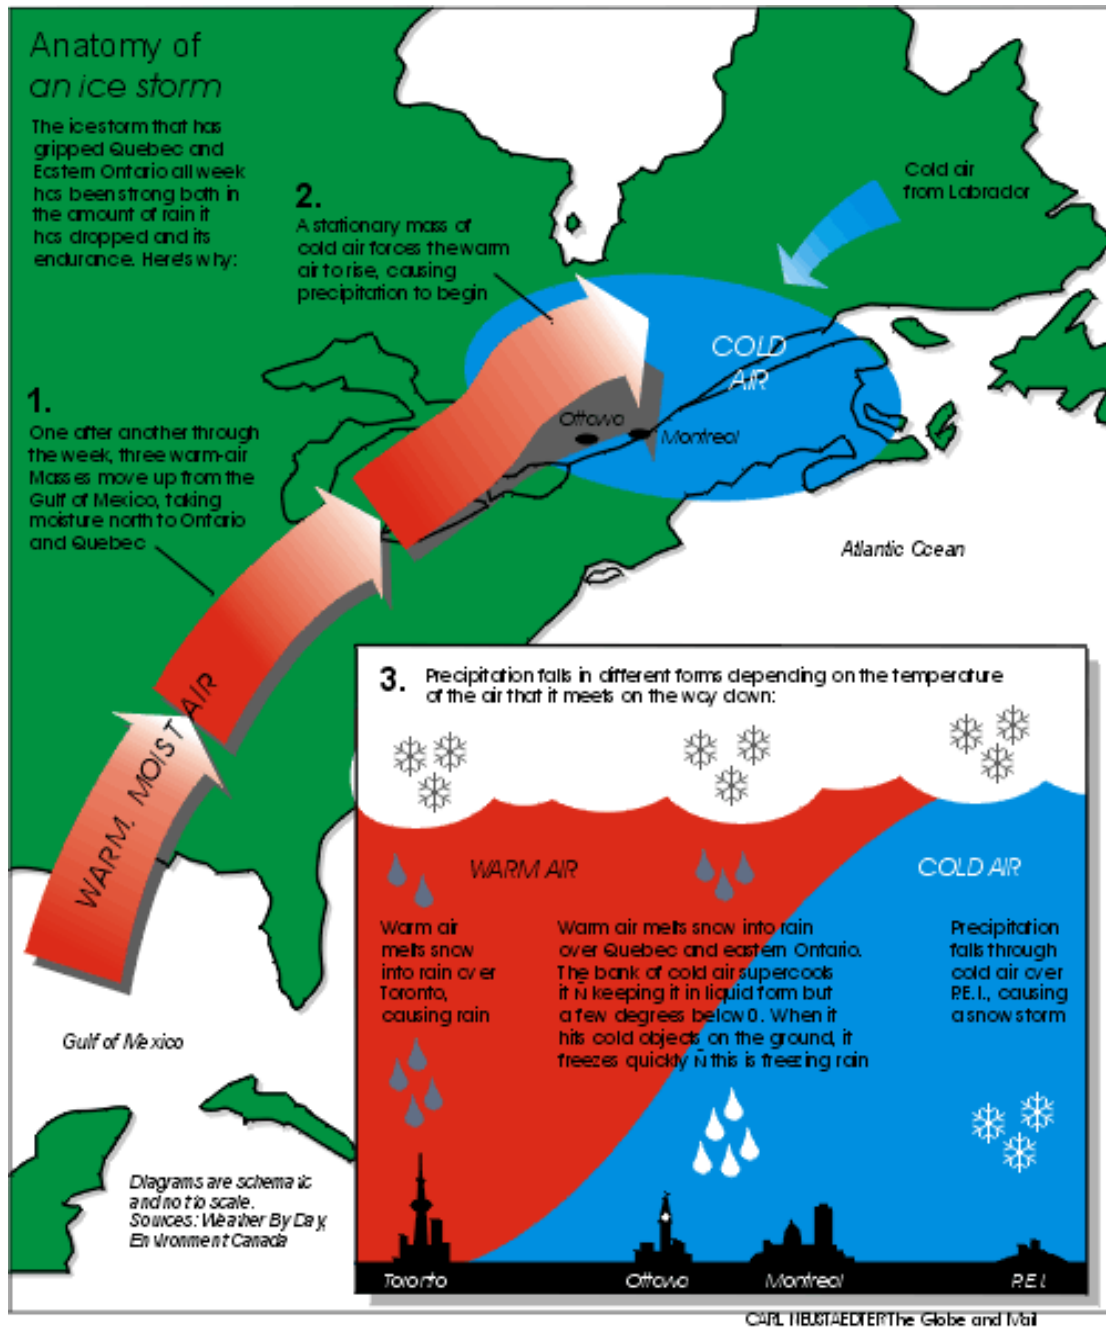 Anatomy of
an ice storm
The ice storm that has
gripped Quebec and
Eastern Ontario all week
has been strong both in
the amount of rain it
has dropped and its
endurance. Here's why:
2.
A stationary mass of
cold air forces the warm
air to rise, causing
precipitation to begin
Cold air
from Labrador
COLD
AIR
Ottawa
Montreal
1.
One after another through
the week, three warm-air
Masses move up from the
Gulf of Mexico, taking
moisture north to Ontario
and Quebec
Atlantic Ocean
WARM, MOIST AIR
Gulf of Mexico
3. Precipitation falls in different forms depending on the temperature
of the air that it meets on the way down:
WARM AIR
COLD AIR
Warm air
melts snow
into rain over
Toronto,
causing rain
Warm air melts snow into rain
over Quebec and eastern Ontario.
The bank of cold air supercools
it Ñ keeping it in liquid form but
a few degrees below 0. When it
hits cold objects on the ground, it
freezes quickly Ñ this is freezing rain
Precipitation
falls through
cold air over
P.E.I., causing
a snow storm
Toronto
Ottawa
Montreal
P.E.I.
Diagrams are schematic
and not to scale.
Sources: Weather By Day,
Environment Canada
CARL NEUSTAEDTER/The Globe and Mail